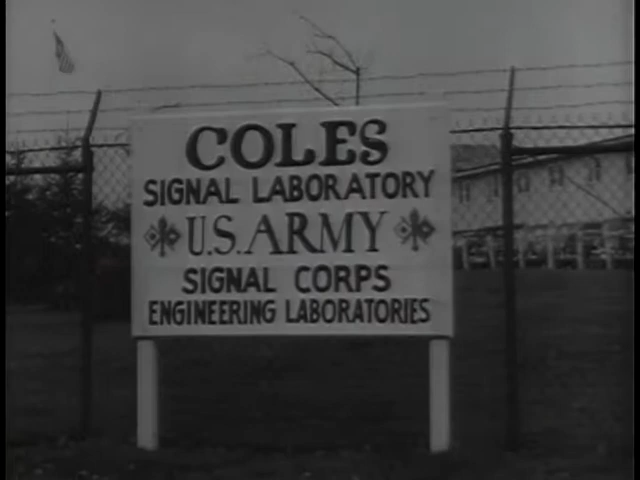 COLES
SIGNAL LABORATORY
U.S. ARMY
SIGNAL CORPS
ENGINEERING LABORATORIES